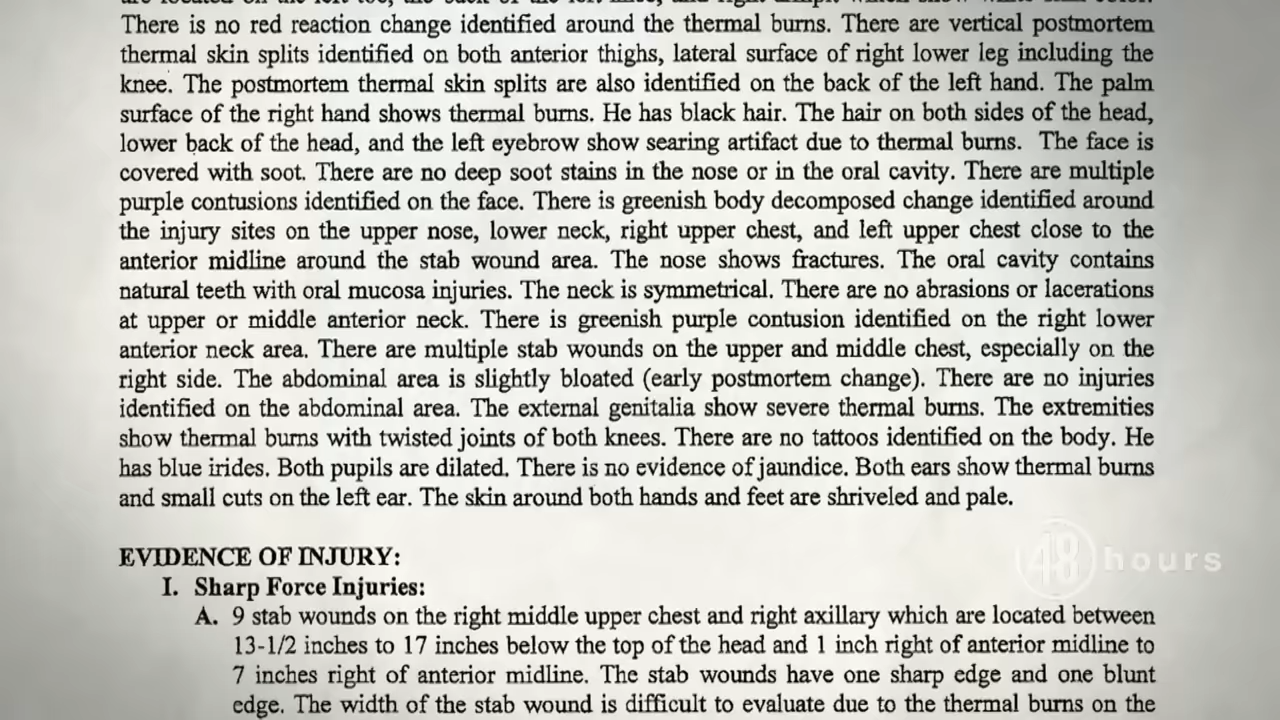 There is no red reaction change identified around the thermal burns. There are vertical postmortem
thermal skin splits identified on both anterior thighs, lateral surface of right lower leg including the
knee. The postmortem thermal skin splits are also identified on the back of the left hand. The palm
surface of the right hand shows thermal burns. He has black hair. The hair on both sides of the head,
lower back of the head, and the left eyebrow show searing artifact due to thermal burns. The face is
covered with soot. There are no deep soot stains in the nose or in the oral cavity. There are multiple
purple contusions identified on the face. There is greenish body decomposed change identified around
the injury sites on the upper nose, lower neck, right upper chest, and left upper chest close to the
anterior midline around the stab wound area. The nose shows fractures. The oral cavity contains
natural teeth with oral mucosa injuries. The neck is symmetrical. There are no abrasions or lacerations
at upper or middle anterior neck. There is greenish purple contusion identified on the right lower
anterior neck area. There are multiple stab wounds on the upper and middle chest, especially on the
right side. The abdominal area is slightly bloated (early postmortem change). There are no injuries
identified on the abdominal area. The external genitalia show severe thermal burns. The extremities
show thermal burns with twisted joints of both knees. There are no tattoos identified on the body. He
has blue irides. Both pupils are dilated. There is no evidence of jaundice. Both ears show thermal burns
and small cuts on the left ear. The skin around both hands and feet are shriveled and pale.
EVIDENCE OF INJURY:
I. Sharp Force Injuries:
A. 9 stab wounds on the right middle upper chest and right axillary which are located between
13-1/2 inches to 17 inches below the top of the head and 1 inch right of anterior midline to
7 inches right of anterior midline. The stab wounds have one sharp edge and one blunt
edge. The width of the stab wound is difficult to evaluate due to the thermal burns on the
48 hours